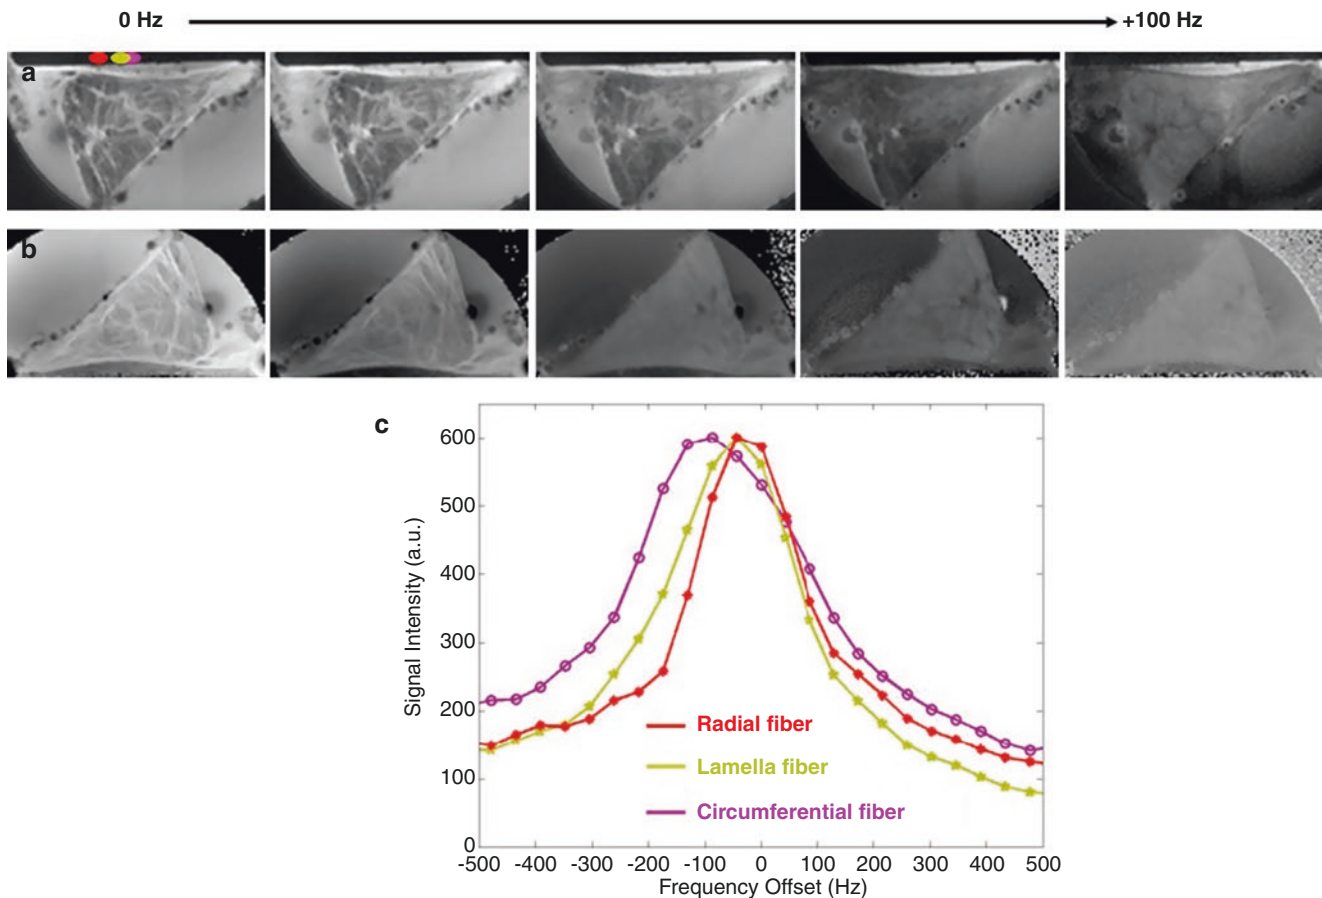 0 Hz +100 Hz
a
b
c
600
500
400
300
200
100
0
Signal Intensity (a.u.)
Radial fiber
Lamella fiber
Circumferential fiber
-500 -400 -300 -200 -100 0 100 200 300 400 500
Frequency Offset (Hz)